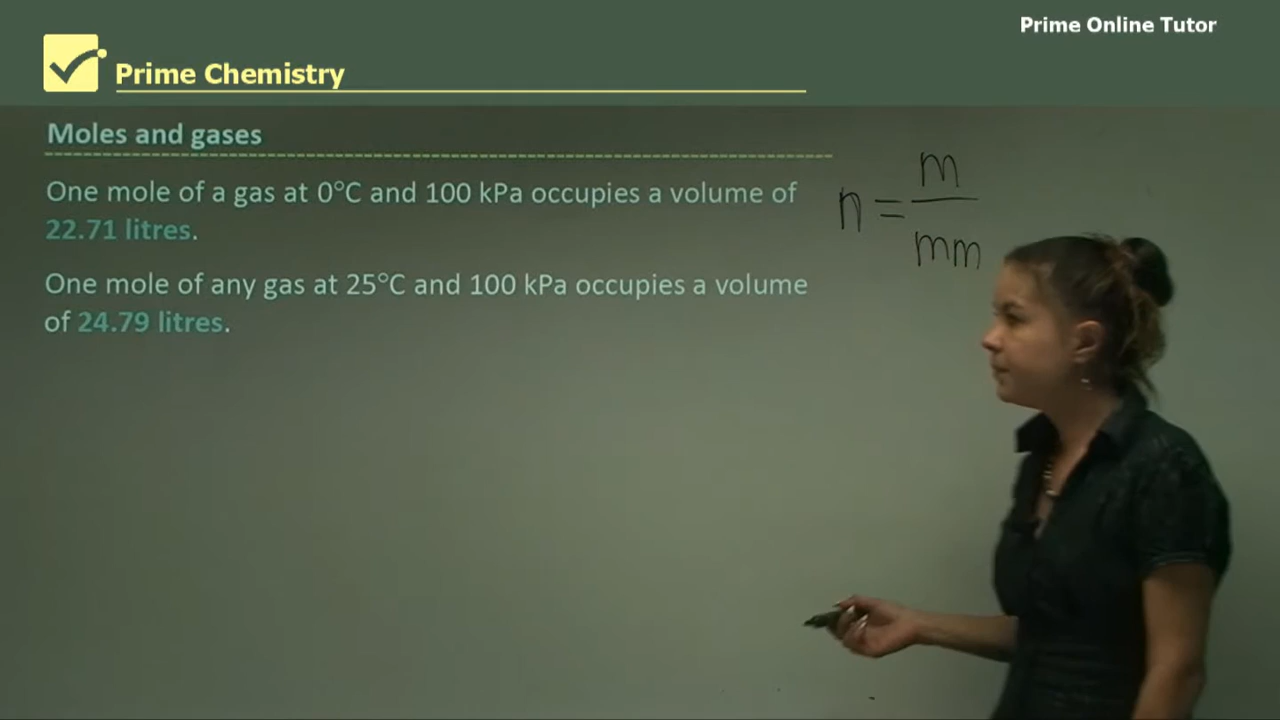 Prime Online Tutor
Prime Chemistry
Moles and gases
One mole of a gas at 0°C and 100 kPa occupies a volume of
22.71 litres.
One mole of any gas at 25°C and 100 kPa occupies a volume
of 24.79 litres.
n = m / mm